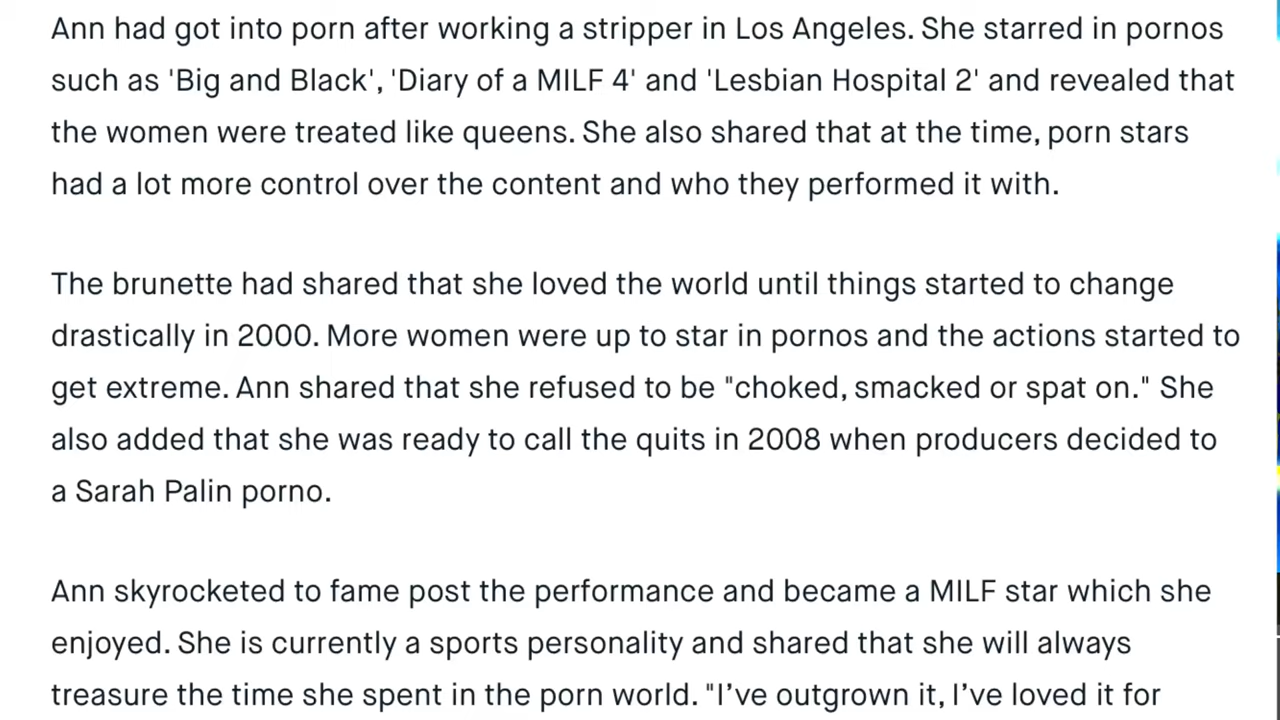 Ann had got into porn after working a stripper in Los Angeles. She starred in pornos
such as 'Big and Black', 'Diary of a MILF 4' and 'Lesbian Hospital 2' and revealed that
the women were treated like queens. She also shared that at the time, porn stars
had a lot more control over the content and who they performed it with.
The brunette had shared that she loved the world until things started to change
drastically in 2000. More women were up to star in pornos and the actions started to
get extreme. Ann shared that she refused to be "choked, smacked or spat on." She
also added that she was ready to call the quits in 2008 when producers decided to
a Sarah Palin porno.
Ann skyrocketed to fame post the performance and became a MILF star which she
enjoyed. She is currently a sports personality and shared that she will always
treasure the time she spent in the porn world. "I’ve outgrown it, I’ve loved it for